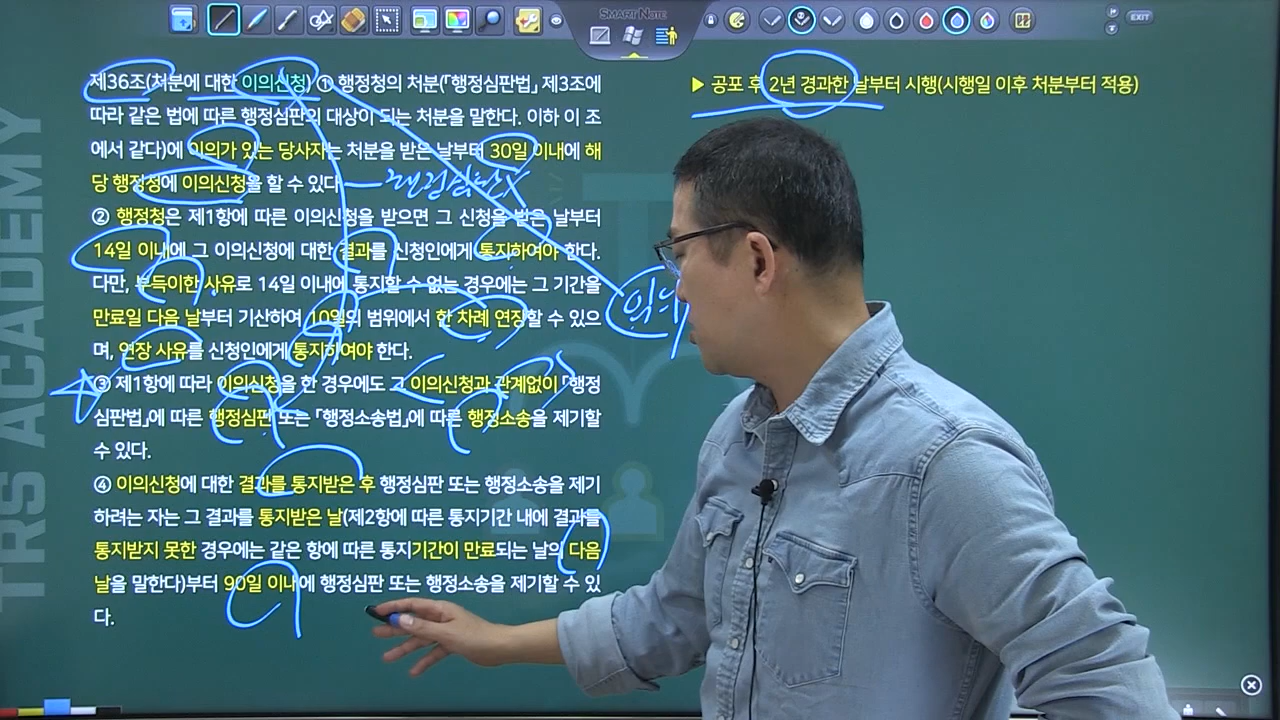 SMART NOTE
EXIT
제36조(처분에 대한 이의신청) ① 행정청의 처분(「행정심판법」 제3조에
따라 같은 법에 따른 행정심판의 대상이 되는 처분을 말한다. 이하 이 조
에서 같다)에 이의가 있는 당사자는 처분을 받은 날부터 30일 이내에 해
당 행정청에 이의신청을 할 수 있다.
② 행정청은 제1항에 따른 이의신청을 받으면 그 신청을 받은 날부터
14일 이내에 그 이의신청에 대한 결과를 신청인에게 통지하여야 한다.
다만, 부득이한 사유로 14일 이내에 통지할 수 없는 경우에는 그 기간을
만료일 다음 날부터 기산하여 10일의 범위에서 한 차례 연장할 수 있으
며, 연장 사유를 신청인에게 통지하여야 한다.
③ 제1항에 따라 이의신청을 한 경우에도 그 이의신청과 관계없이 「행정
심판법」에 따른 행정심판 또는 「행정소송법」에 따른 행정소송을 제기할
수 있다.
④ 이의신청에 대한 결과를 통지받은 후 행정심판 또는 행정소송을 제기
하려는 자는 그 결과를 통지받은 날(제2항에 따른 통지기간 내에 결과를
통지받지 못한 경우에는 같은 항에 따른 통지기간이 만료되는 날의 다음
날을 말한다)부터 90일 이내에 행정심판 또는 행정소송을 제기할 수 있
다.
▶ 공포 후 2년 경과한 날부터 시행(시행일 이후 처분부터 적용)
TRS ACADEMY